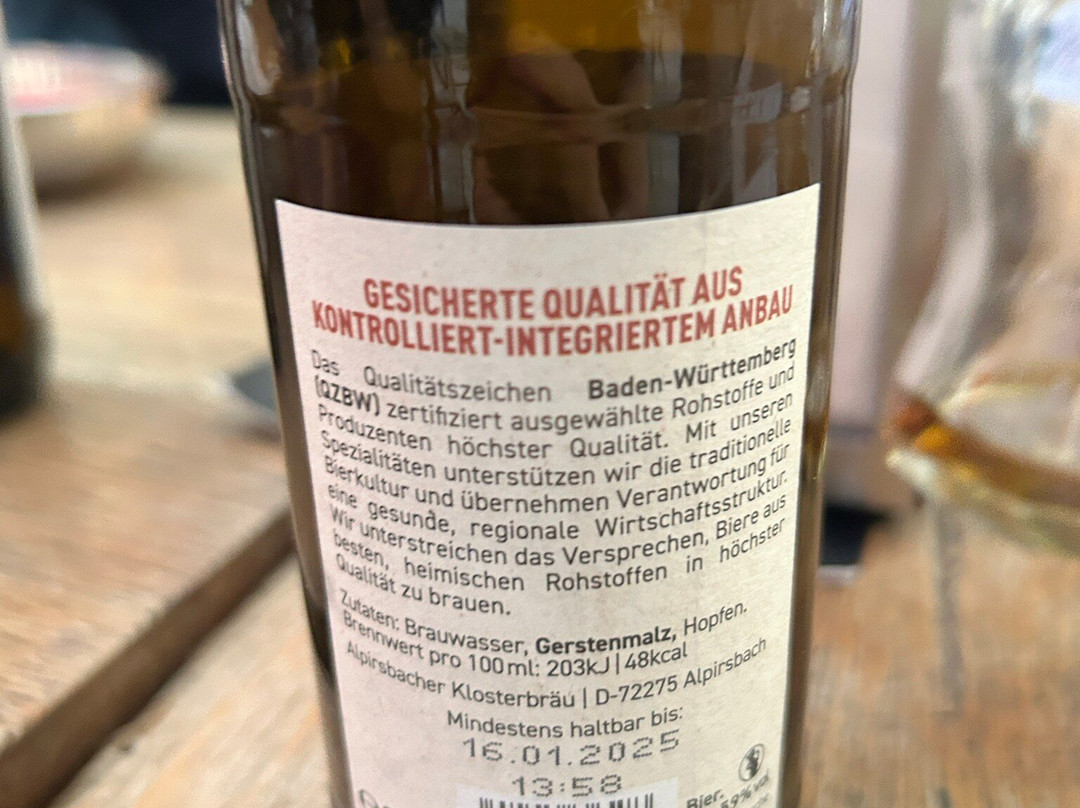 GESICHERTE QUALITÄT AUS
KONTROLLIERT-INTEGRIERTEM ANBAU
Das Qualitätszeichen Baden-Württemberg
(QZBW) zertifiziert ausgewählte Rohstoffe und
Produzenten höchster Qualität. Mit unseren
Spezialitäten unterstützen wir die traditionelle
Bierkultur und übernehmen Verantwortung für
eine gesunde, regionale Wirtschaftsstruktur.
Wir unterstreichen das Versprechen, Biere aus
besten, heimischen Rohstoffen in höchster
Qualität zu brauen.
Zutaten: Brauwasser, Gerstenmalz, Hopfen.
Brennwert pro 100ml: 203kJ | 48kcal
Alpirsbacher Klosterbräu | D-72275 Alpirsbach
Mindestens haltbar bis:
16.01.2025
13:58
Bier.